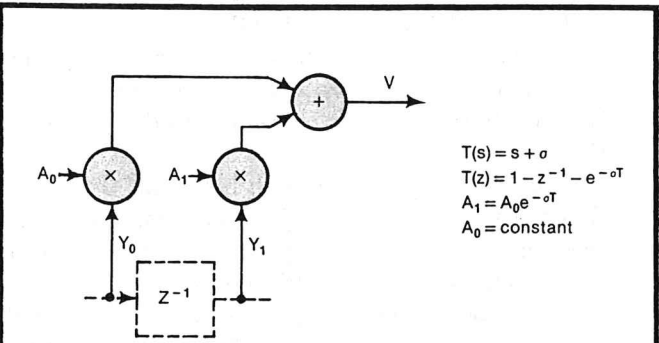 V
+
A₀
×
A₁
×
Y₀
Y₁
Z⁻¹
T(s) = s + σ
T(z) = 1 – z⁻¹ – e⁻σᵀ
A₁ = A₀e⁻σᵀ
A₀ = constant